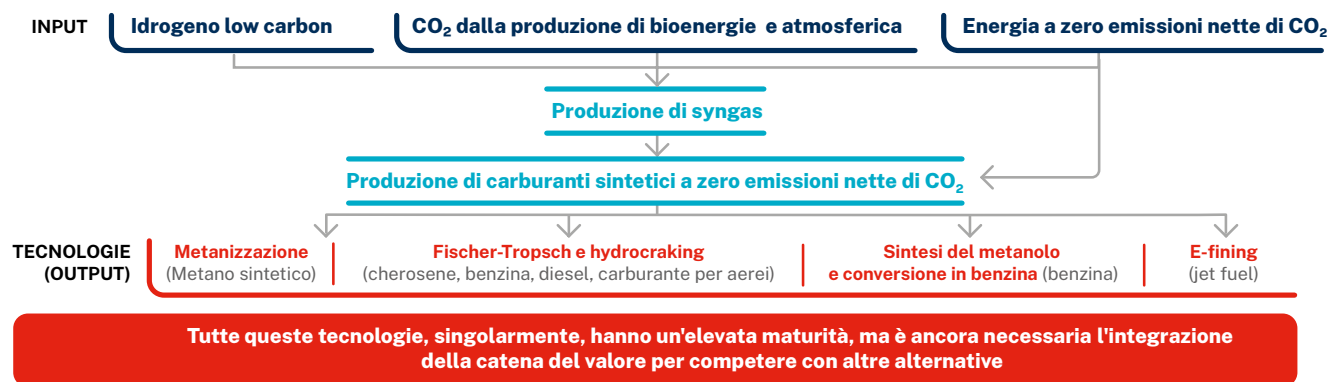 INPUT
Idrogeno low carbon
CO₂ dalla produzione di bioenergie e atmosferica
Energia a zero emissioni nette di CO₂
Produzione di syngas
Produzione di carburanti sintetici a zero emissioni nette di CO₂
TECNOLOGIE
(OUTPUT)
Metanizzazione
(Metano sintetico)
Fischer-Tropsch e hydrocraking
(cherosene, benzina, diesel, carburante per aerei)
Sintesi del metanolo
e conversione in benzina (benzina)
E-fining
(jet fuel)
Tutte queste tecnologie, singolarmente, hanno un'elevata maturità, ma è ancora necessaria l'integrazione
della catena del valore per competere con altre alternative